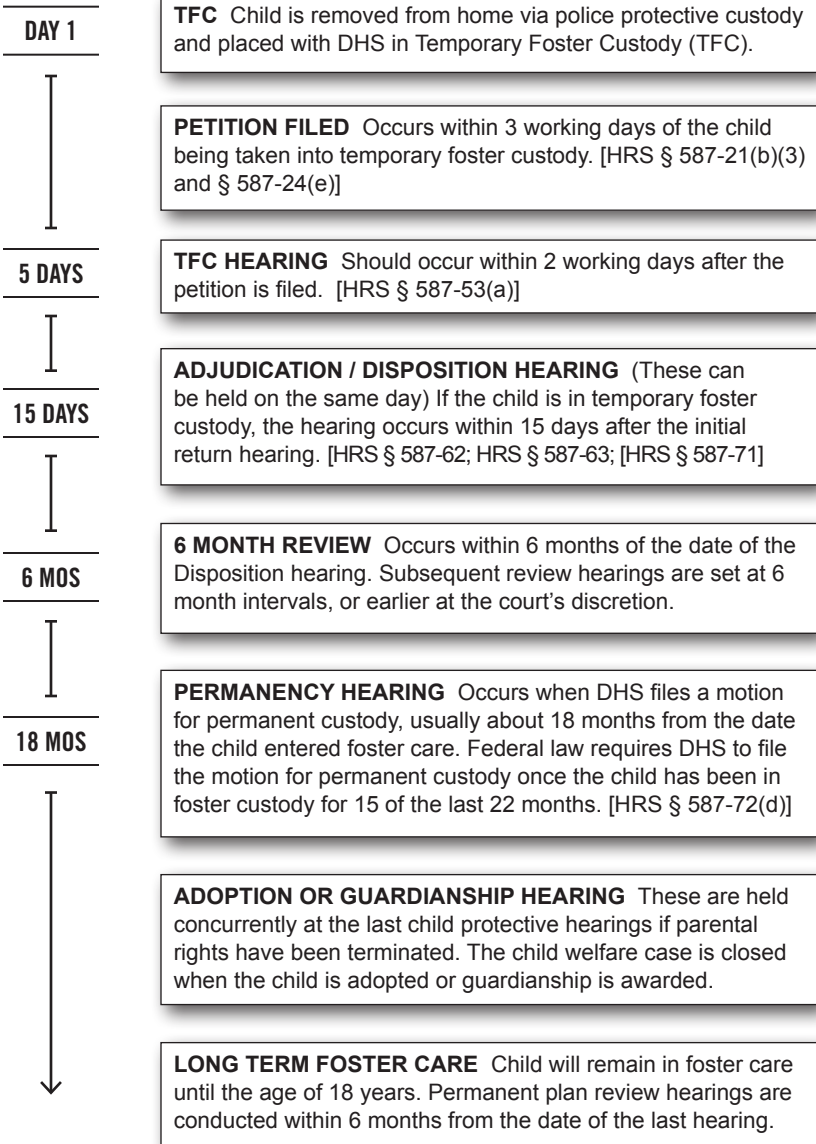 DAY 1
TFC Child is removed from home via police protective custody
and placed with DHS in Temporary Foster Custody (TFC).
PETITION FILED Occurs within 3 working days of the child
being taken into temporary foster custody. [HRS § 587-21(b)(3)
and § 587-24(e)]
5 DAYS
TFC HEARING Should occur within 2 working days after the
petition is filed. [HRS § 587-53(a)]
15 DAYS
ADJUDICATION / DISPOSITION HEARING (These can
be held on the same day) If the child is in temporary foster
custody, the hearing occurs within 15 days after the initial
return hearing. [HRS § 587-62; HRS § 587-63; [HRS § 587-71]
6 MOS
6 MONTH REVIEW Occurs within 6 months of the date of the
Disposition hearing. Subsequent review hearings are set at 6
month intervals, or earlier at the court's discretion.
18 MOS
PERMANENCY HEARING Occurs when DHS files a motion
for permanent custody, usually about 18 months from the date
the child entered foster care. Federal law requires DHS to file
the motion for permanent custody once the child has been in
foster custody for 15 of the last 22 months. [HRS § 587-72(d)]
ADOPTION OR GUARDIANSHIP HEARING These are held
concurrently at the last child protective hearings if parental
rights have been terminated. The child welfare case is closed
when the child is adopted or guardianship is awarded.
LONG TERM FOSTER CARE Child will remain in foster care
until the age of 18 years. Permanent plan review hearings are
conducted within 6 months from the date of the last hearing.